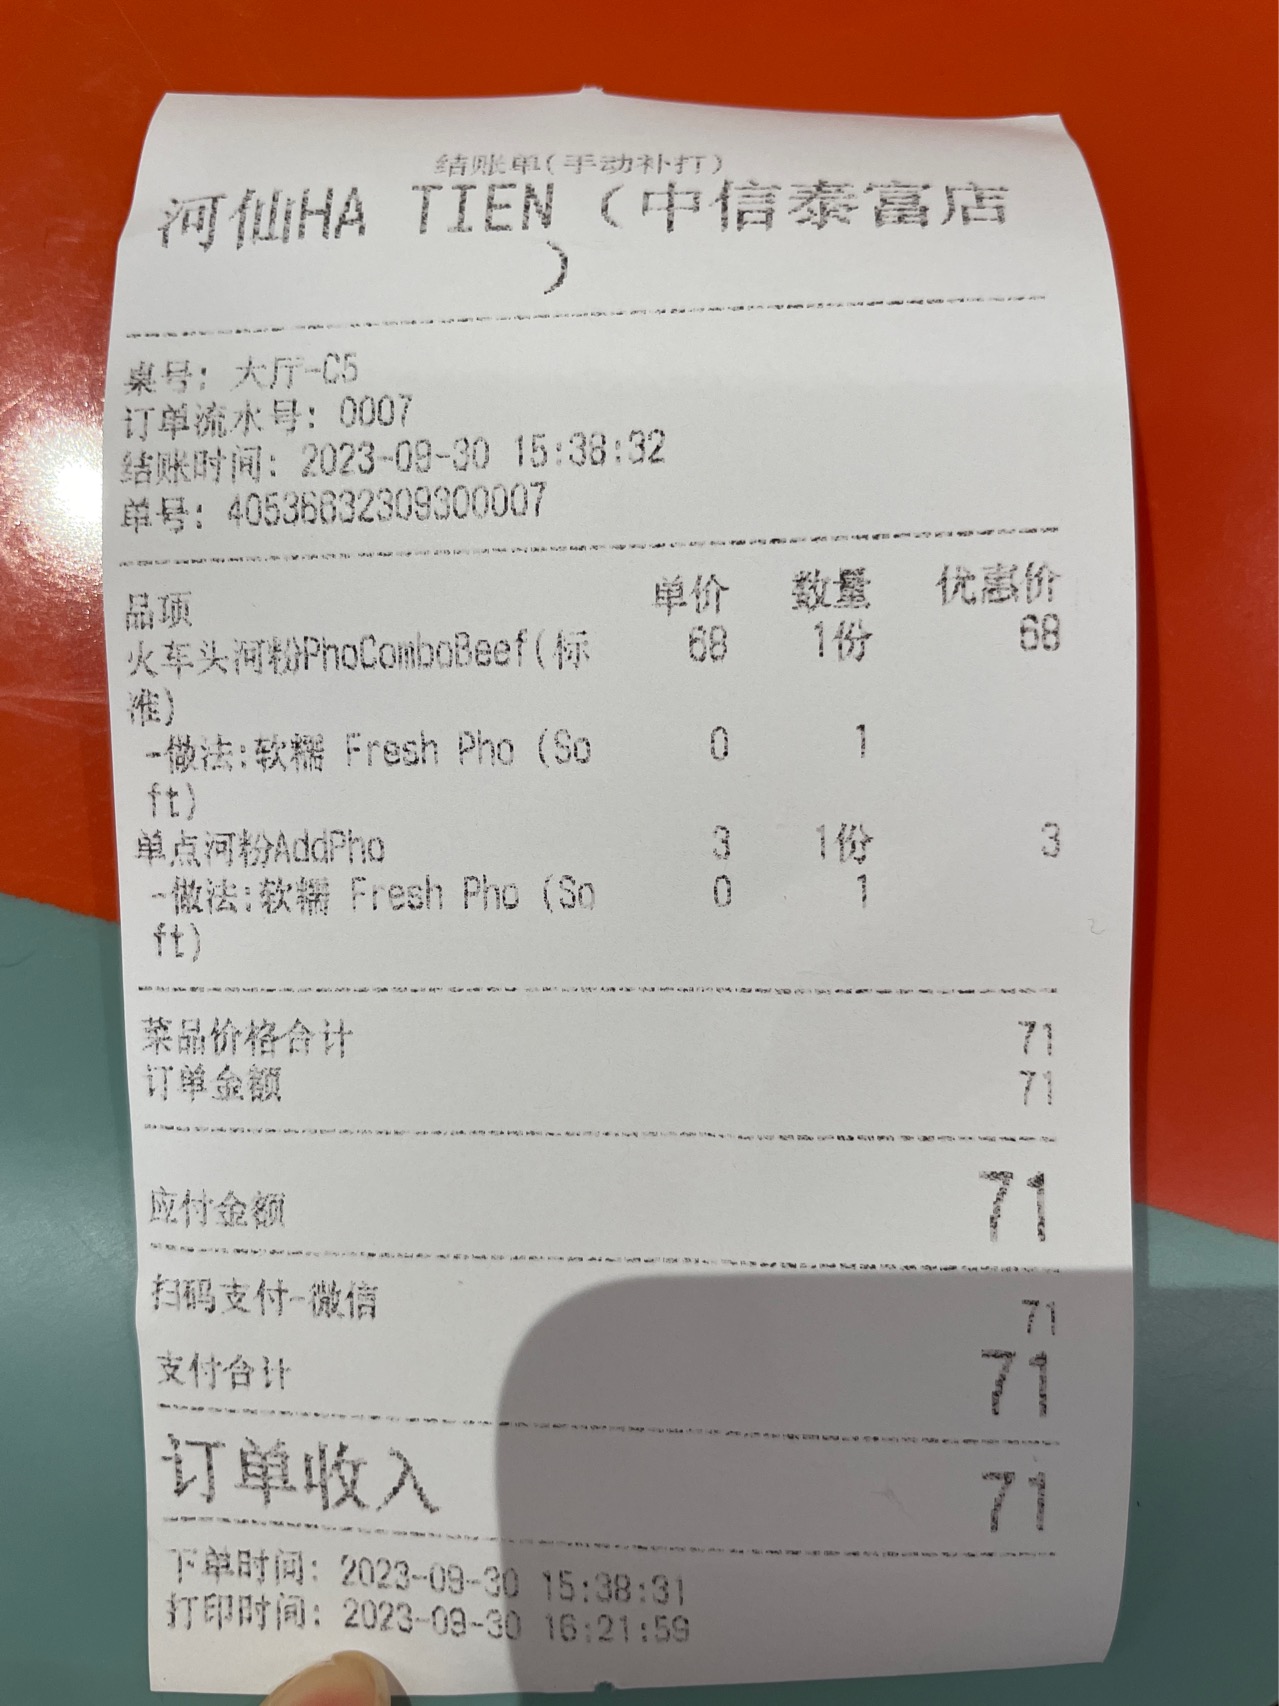 结账单(手动补打)
河仙HA TIEN (中信泰富店
)
桌号: 大厅-C5
订单流水号: 0007
结账时间: 2023-09-30 15:38:32
单号: 40536632309300007
品项 单价 数量 优惠价
火车头河粉PhoComboBeef(标 68 1份 68
准)
-做法:软糯 Fresh Pho (So 0 1
ft)
单点河粉AddPho 3 1份 3
-做法:软糯 Fresh Pho (So 0 1
ft)
菜品价格合计 71
订单金额 71
应付金额 71
扫码支付-微信 71
支付合计 71
订单收入 71
下单时间: 2023-09-30 15:38:31
打印时间: 2023-09-30 16:21:59